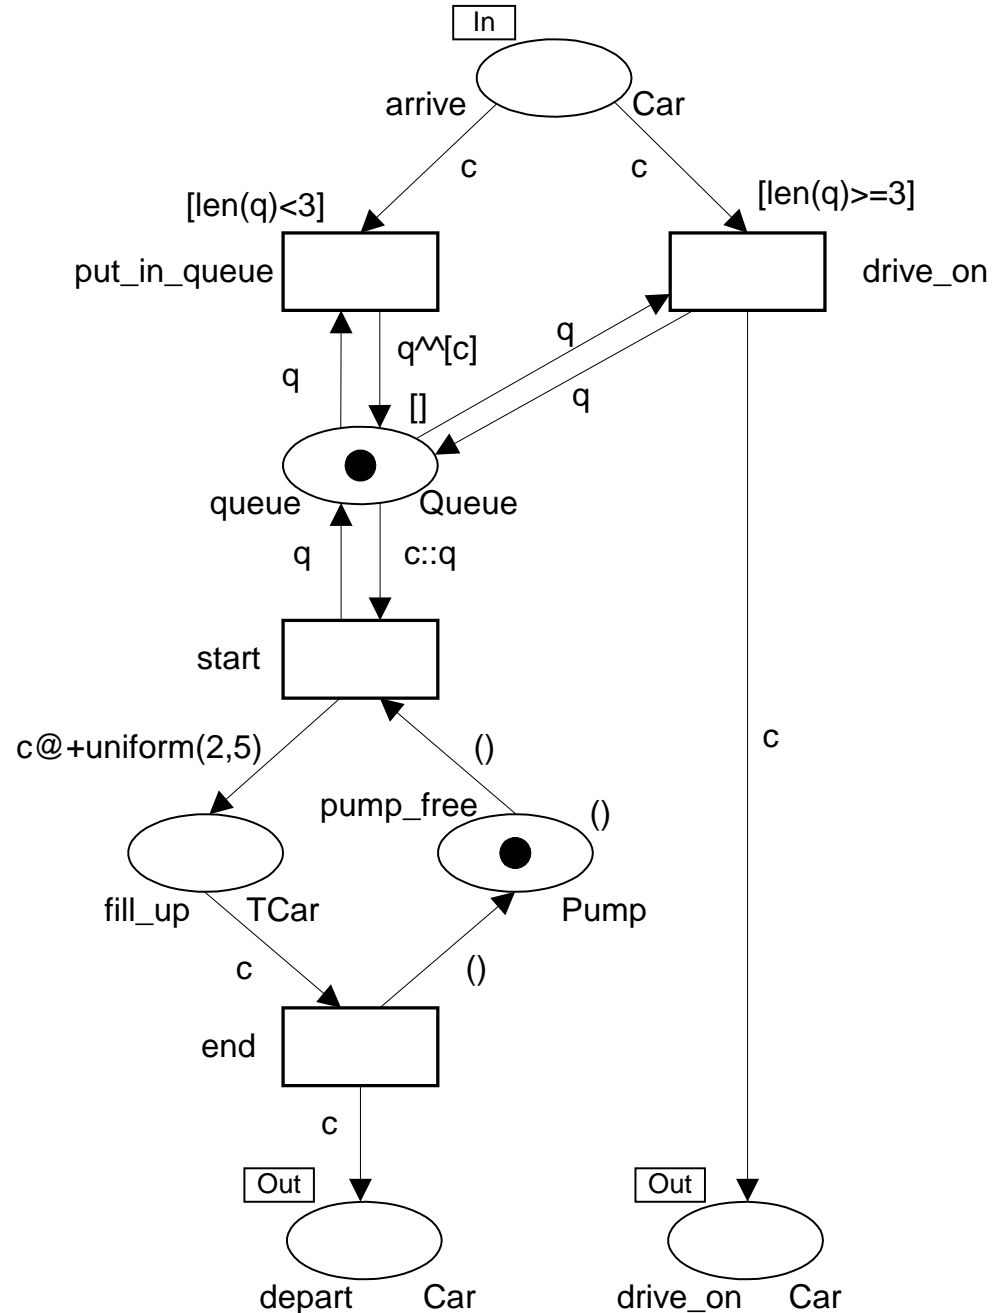 In
arrive
Car
c
c
[len(q)<3]
[len(q)>=3]
put_in_queue
drive_on
q^^[c]
q
q
q
[]
queue
Queue
q
c::q
start
c@+uniform(2,5)
()
c
pump_free
()
fill_up
TCar
Pump
c
()
end
c
Out
Out
depart
Car
drive_on
Car